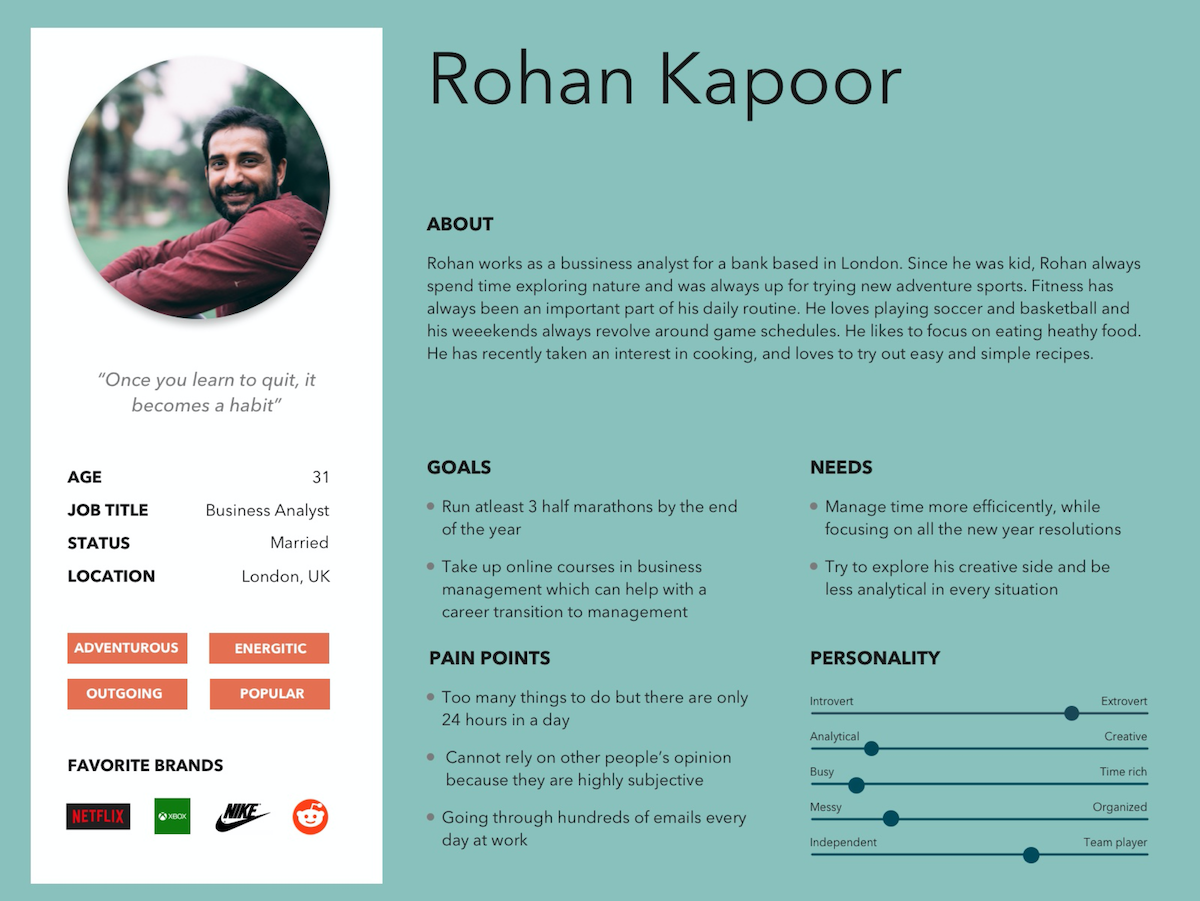 Rohan Kapoor
“Once you learn to quit, it
becomes a habit”
AGE 31
JOB TITLE Business Analyst
STATUS Married
LOCATION London, UK
ADVENTUROUS ENERGITIC
OUTGOING POPULAR
FAVORITE BRANDS
NETFLIX XBOX NIKE
ABOUT
Rohan works as a bussiness analyst for a bank based in London. Since he was kid, Rohan always
spend time exploring nature and was always up for trying new adventure sports. Fitness has
always been an important part of his daily routine. He loves playing soccer and basketball and
his weeekends always revolve around game schedules. He likes to focus on eating heathy food.
He has recently taken an interest in cooking, and loves to try out easy and simple recipes.
GOALS
Run atleast 3 half marathons by the end
of the year
Take up online courses in business
management which can help with a
career transition to management
NEEDS
Manage time more efficicently, while
focusing on all the new year resolutions
Try to explore his creative side and be
less analytical in every situation
PAIN POINTS
Too many things to do but there are only
24 hours in a day
Cannot rely on other people’s opinion
because they are highly subjective
Going through hundreds of emails every
day at work
PERSONALITY
Introvert Extrovert
Analytical Creative
Busy Time rich
Messy Organized
Independent Team player